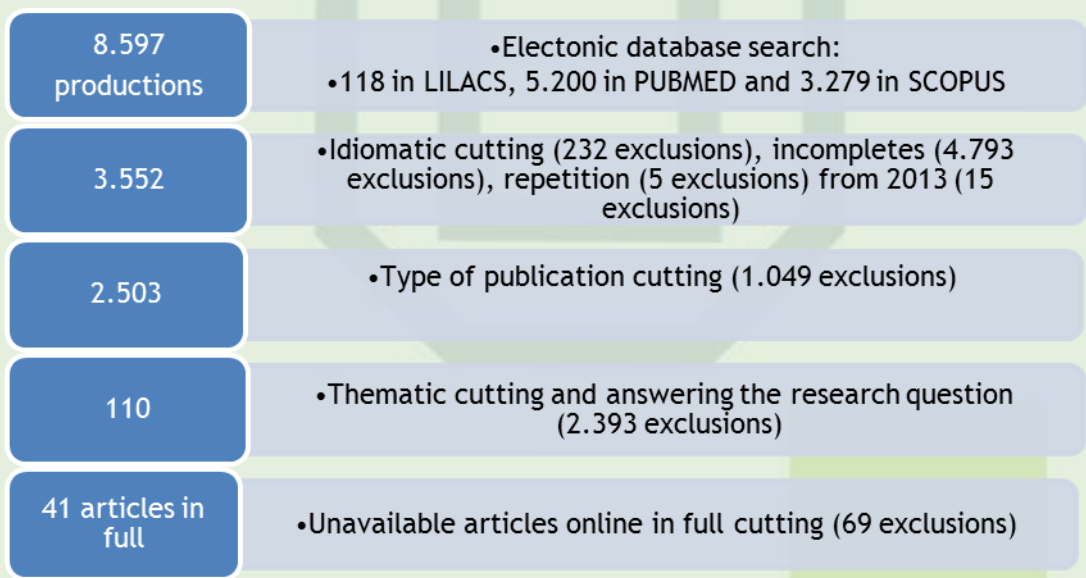 8.597
productions
•Electonic database search:
•118 in LILACS, 5.200 in PUBMED and 3.279 in SCOPUS
3.552
•Idiomatic cutting (232 exclusions), incompletes (4.793
exclusions), repetition (5 exclusions) from 2013 (15
exclusions)
2.503
•Type of publication cutting (1.049 exclusions)
110
•Thematic cutting and answering the research question
(2.393 exclusions)
41 articles in
full
•Unavailable articles online in full cutting (69 exclusions)